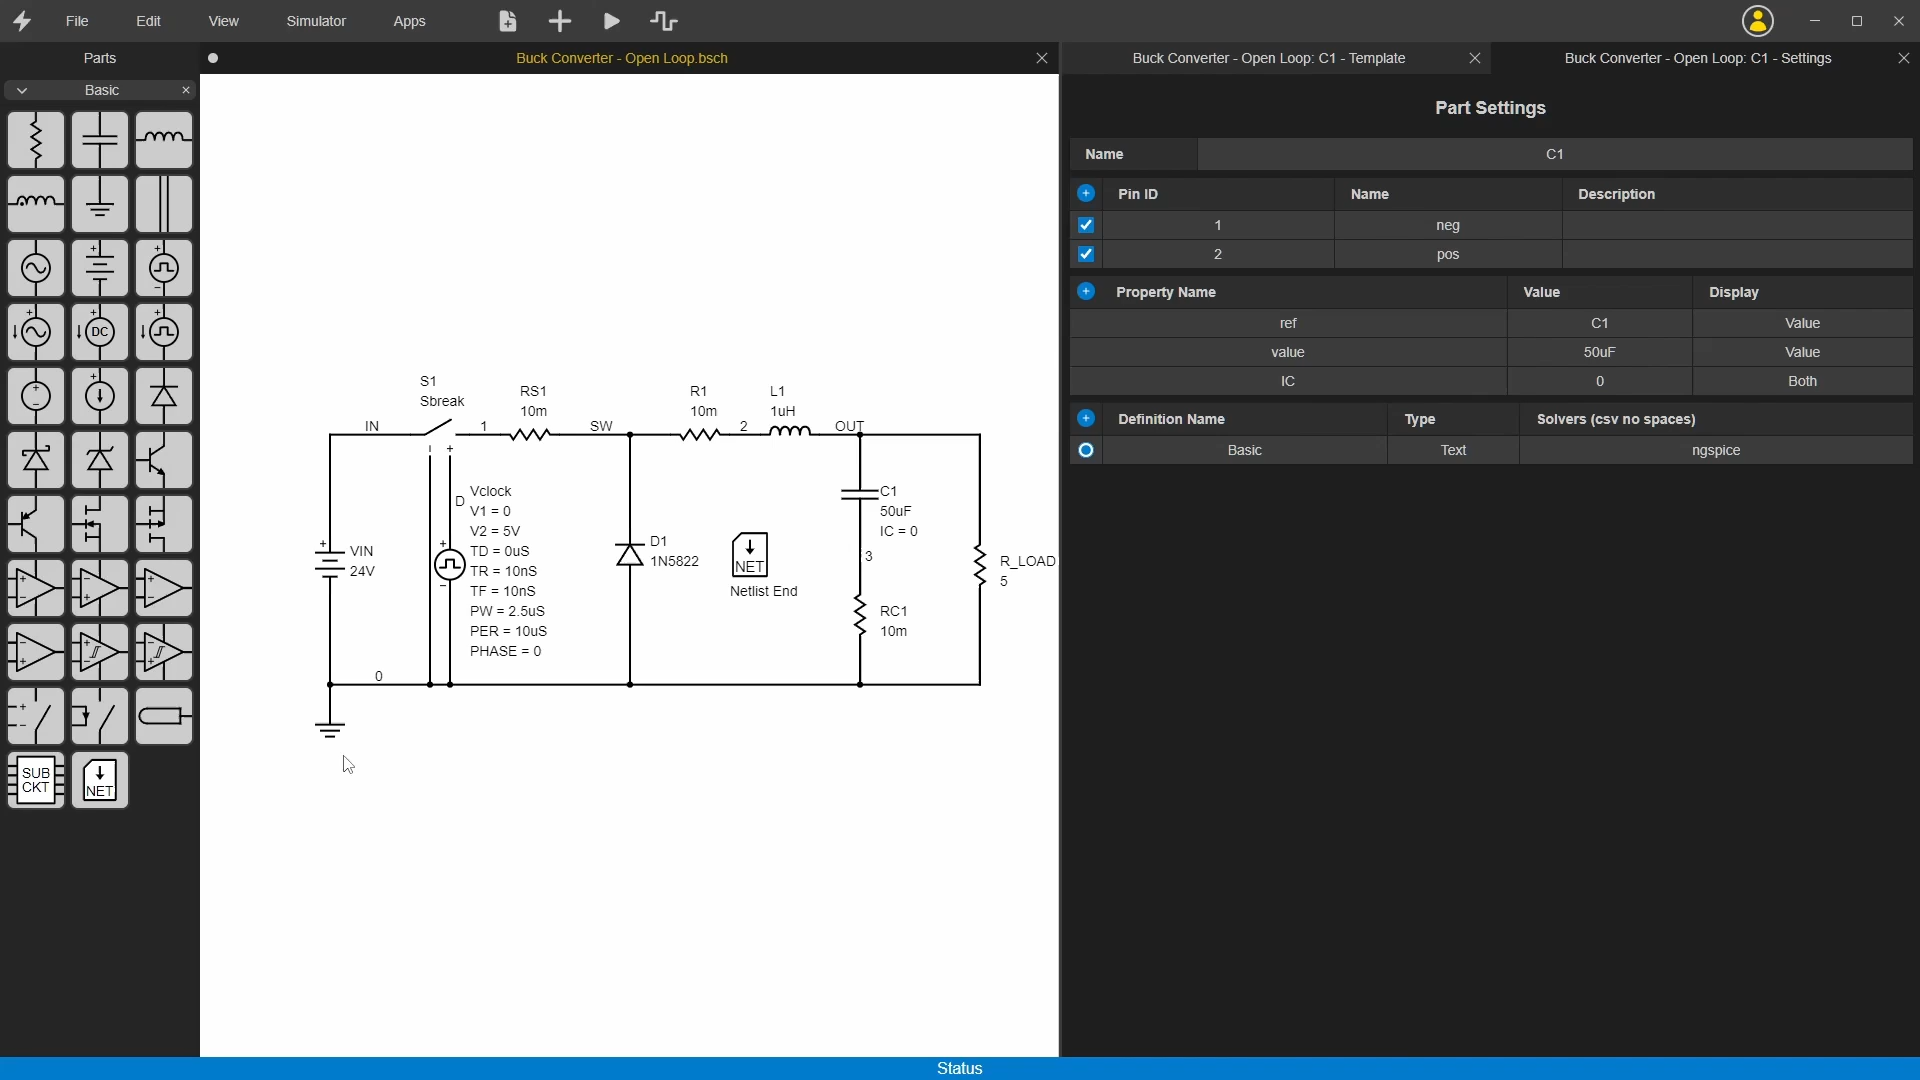 File Edit View Simulator Apps
Parts
Buck Converter - Open Loop.bsch
Buck Converter - Open Loop: C1 - Template
Buck Converter - Open Loop: C1 - Settings
Basic
DC
SUB
CKT
NET
S1
Sbreak
RS1
10m
R1
10m
L1
1uH
IN
1
SW
2
OUT
VIN
24V
D
Vclock
V1 = 0
V2 = 5V
TD = 0uS
TR = 10nS
TF = 10nS
PW = 2.5uS
PER = 10uS
PHASE = 0
D1
1N5822
NET
Netlist End
C1
50uF
IC = 0
3
RC1
10m
R_LOAD
5
0
Part Settings
Name C1
Pin ID Name Description
1 neg
2 pos
Property Name Value Display
ref C1 Value
value 50uF Value
IC 0 Both
Definition Name Type Solvers (csv no spaces)
Basic Text ngspice
Status